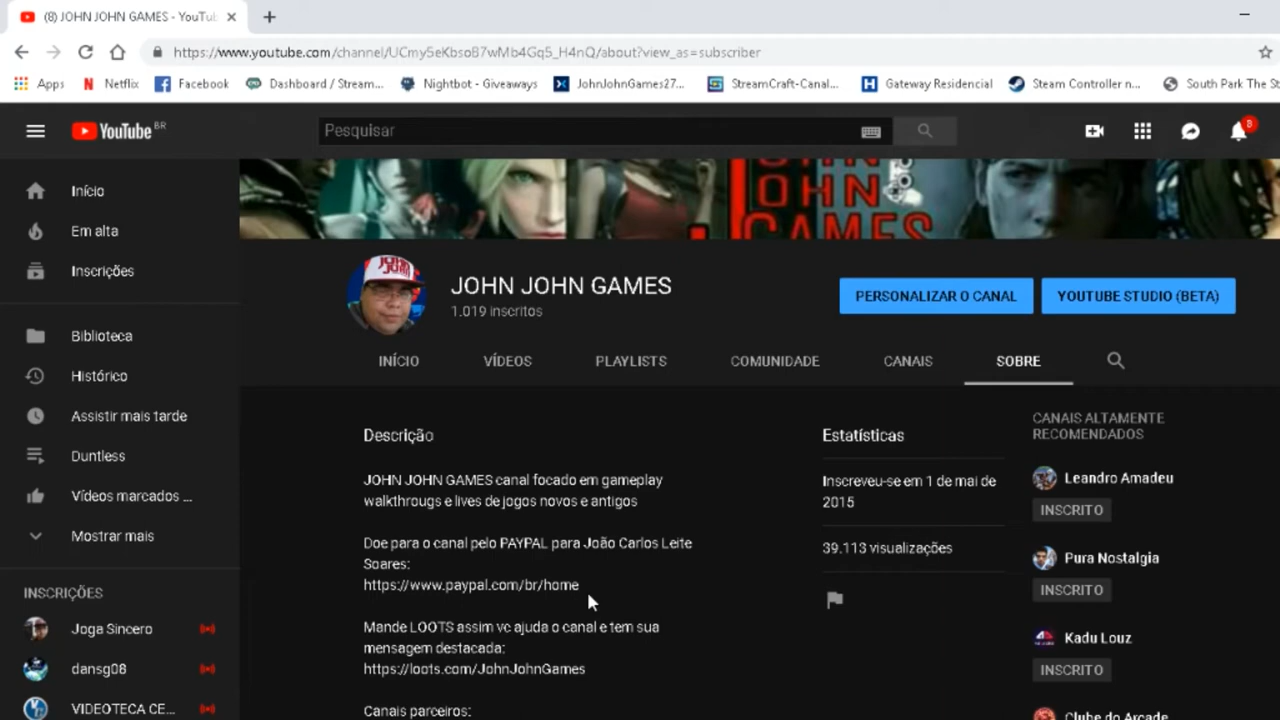 (8) JOHN JOHN GAMES - YouTu
https://www.youtube.com/channel/UCmy5eKbso87wMb4Gq5_H4nQ/about?view_as=subscriber
Apps Netflix Facebook Dashboard / Stream... Nightbot - Giveaways JohnJohnGames27... StreamCraft-Canal... Gateway Residencial Steam Controller n... South Park The St
YouTube BR
Pesquisar
8
JOHN
JOHN
GAMES
Início
Em alta
Inscrições
Biblioteca
Histórico
Assistir mais tarde
Duntless
Vídeos marcados ...
Mostrar mais
INSCRIÇÕES
Joga Sincero
dansg08
VIDEOTECA CE...
JOHN JOHN GAMES
1.019 inscritos
PERSONALIZAR O CANAL
YOUTUBE STUDIO (BETA)
INÍCIO VÍDEOS PLAYLISTS COMUNIDADE CANAIS SOBRE
Descrição
JOHN JOHN GAMES canal focado em gameplay
walkthrougs e lives de jogos novos e antigos
Doe para o canal pelo PAYPAL para João Carlos Leite
Soares:
https://www.paypal.com/br/home
Mande LOOTS assim vc ajuda o canal e tem sua
mensagem destacada:
https://loots.com/JohnJohnGames
Canais parceiros:
Estatísticas
Inscreveu-se em 1 de mai de
2015
39.113 visualizações
CANAIS ALTAMENTE
RECOMENDADOS
Leandro Amadeu
INSCRITO
Pura Nostalgia
INSCRITO
Kadu Louz
INSCRITO
Clube do Arcade